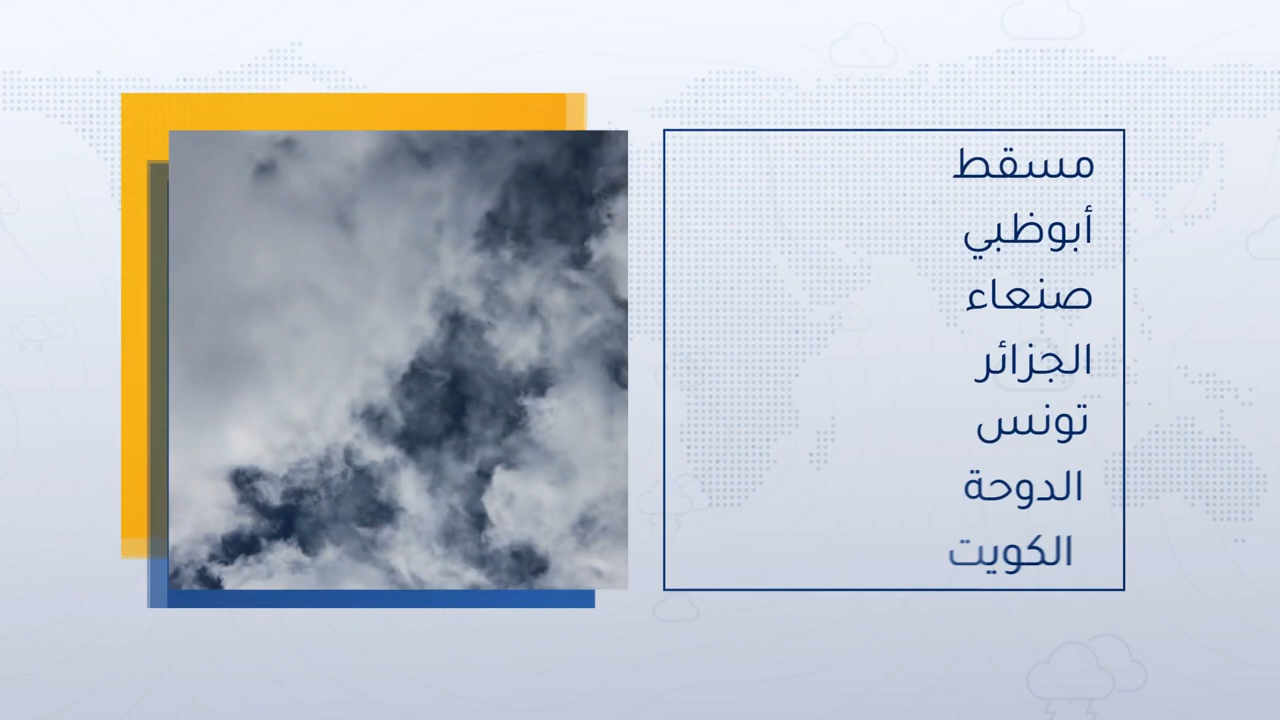 مسقط
أبوظبي
صنعاء
الجزائر
تونس
الدوحة
الكويت